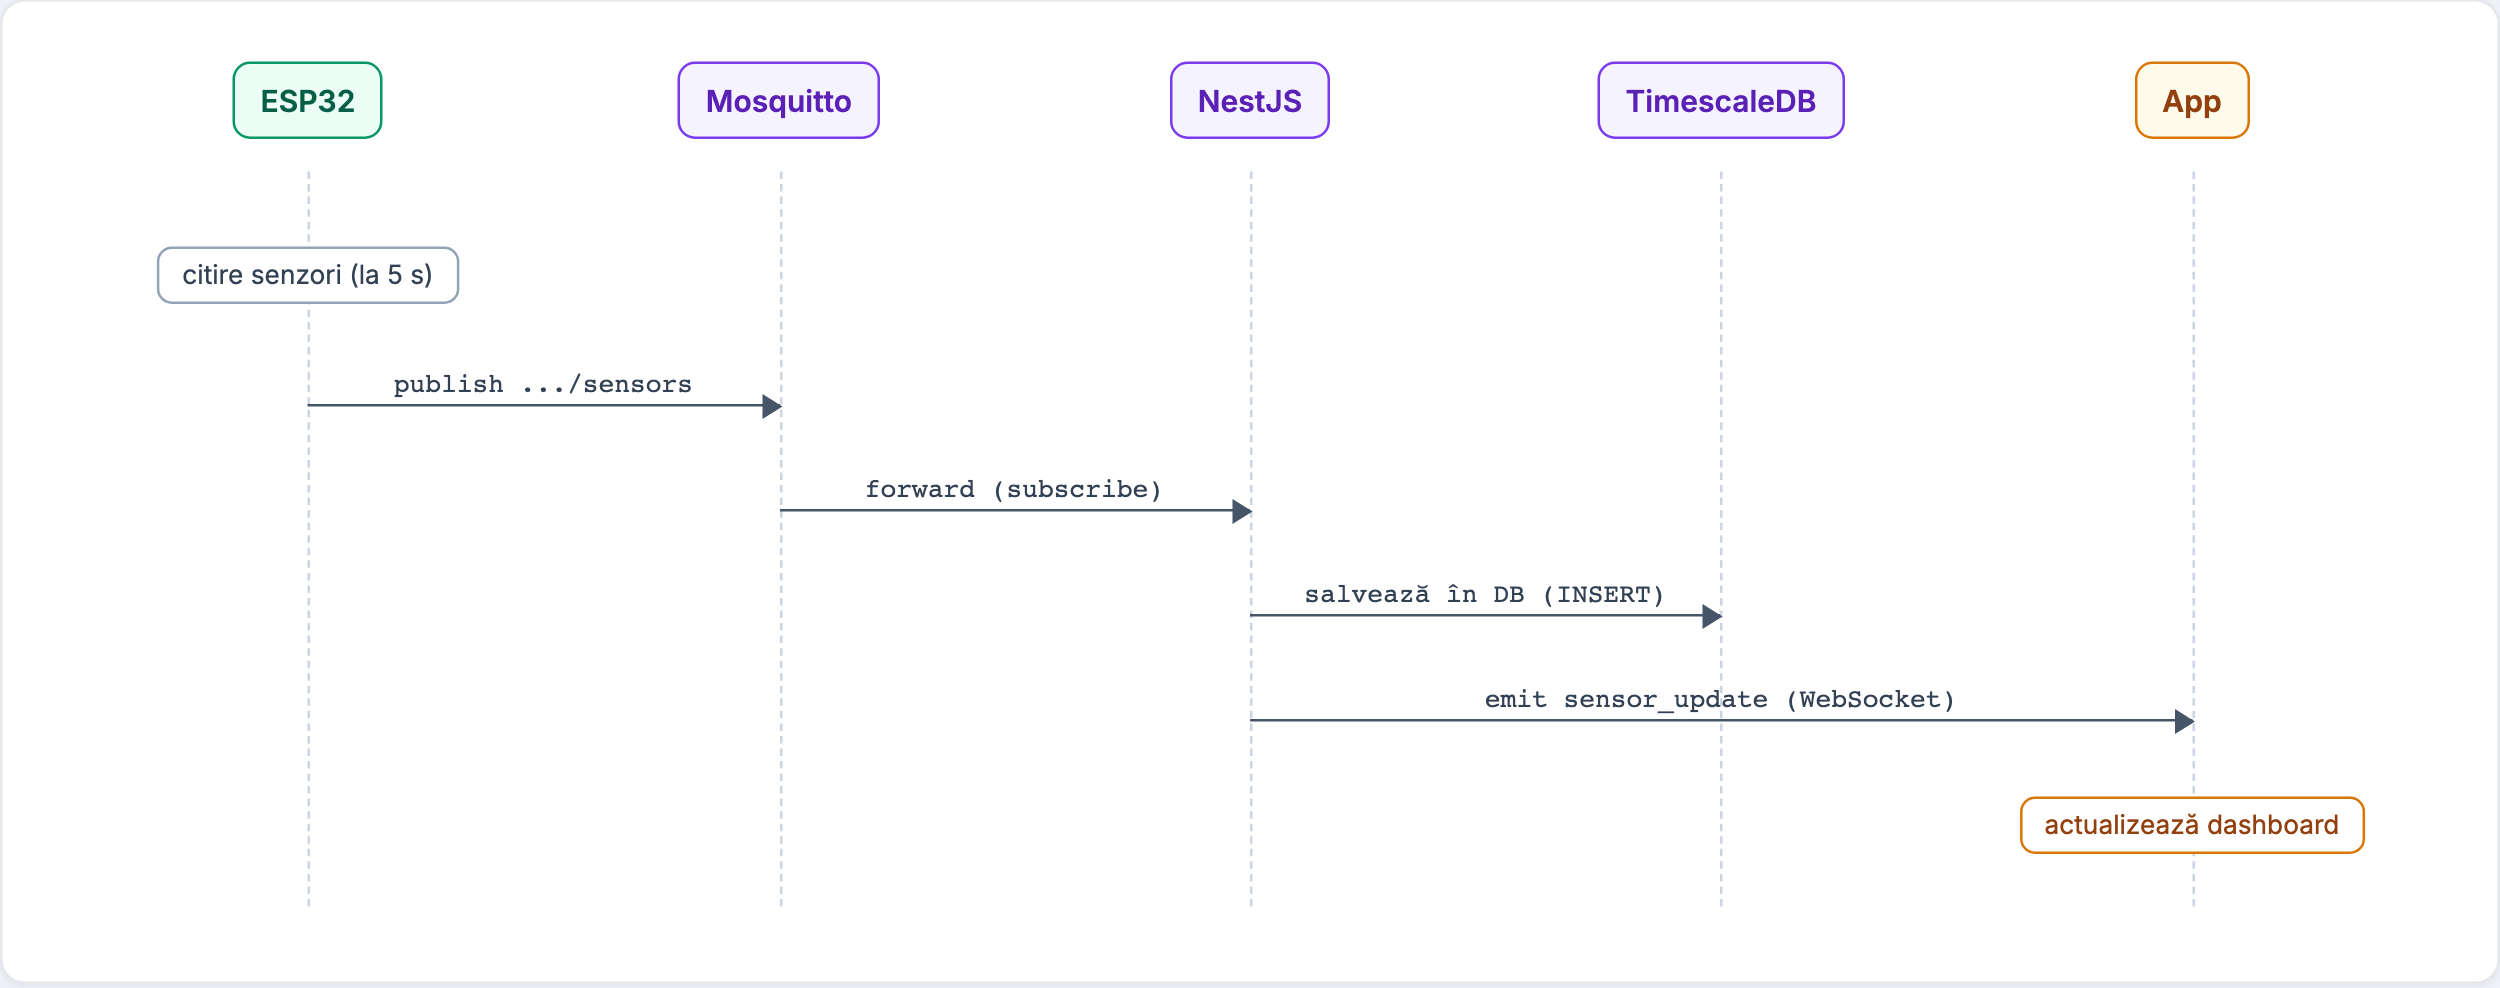 ESP32
Mosquitto
NestJS
TimescaleDB
App
citire senzori (la 5 s)
publish .../sensors
forward (subscribe)
salvează în DB (INSERT)
emit sensor_update (WebSocket)
actualizează dashboard